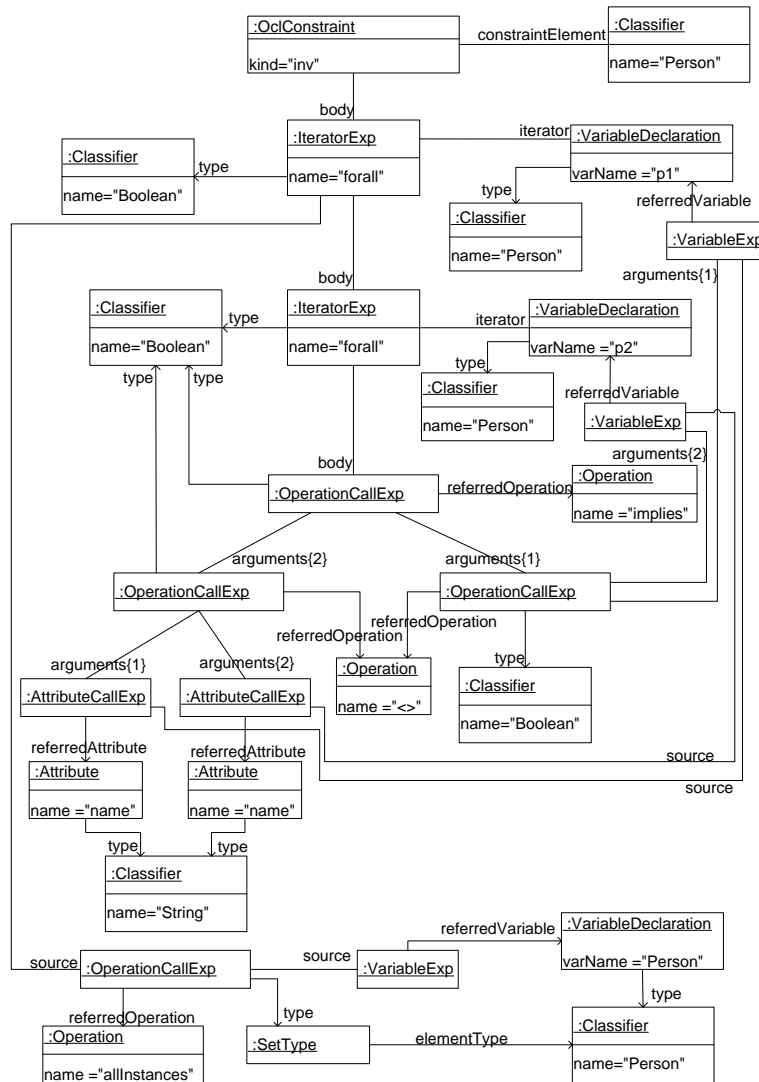 :OclConstraint
kind="inv"
constraintElement
:Classifier
name="Person"
body
:IteratorExp
name="forall"
type
:Classifier
name="Boolean"
iterator
:VariableDeclaration
varName ="p1"
type
:Classifier
name="Person"
referredVariable
:VariableExp
arguments{1}
body
:IteratorExp
name="forall"
type
:Classifier
name="Boolean"
type
type
iterator
:VariableDeclaration
varName ="p2"
type
:Classifier
name="Person"
referredVariable
:VariableExp
arguments{2}
body
:OperationCallExp
referredOperation
:Operation
name ="implies"
arguments{2}
:OperationCallExp
arguments{1}
:OperationCallExp
referredOperation
referredOperation
:Operation
name ="<>"
type
:Classifier
name="Boolean"
arguments{1}
:AttributeCallExp
arguments{2}
:AttributeCallExp
source
source
referredAttribute
:Attribute
name ="name"
referredAttribute
:Attribute
name ="name"
type
type
:Classifier
name="String"
source
:OperationCallExp
source
:VariableExp
referredVariable
:VariableDeclaration
varName ="Person"
type
referredOperation
:Operation
name ="allInstances"
type
:SetType
elementType
:Classifier
name="Person"